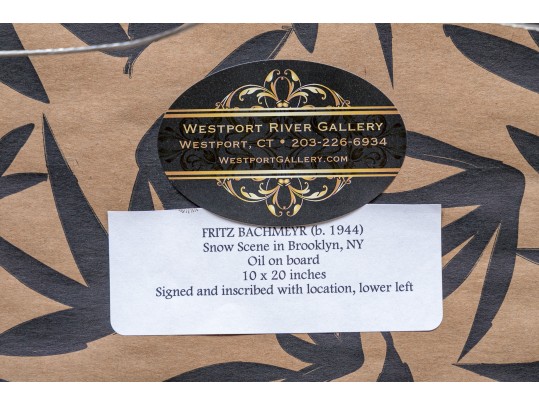 WESTPORT RIVER GALLERY
WESTPORT, CT • 203-226-6934
WESTPORTGALLERY.COM
FRITZ BACHMEYR (b. 1944)
Snow Scene in Brooklyn, NY
Oil on board
10 x 20 inches
Signed and inscribed with location, lower left